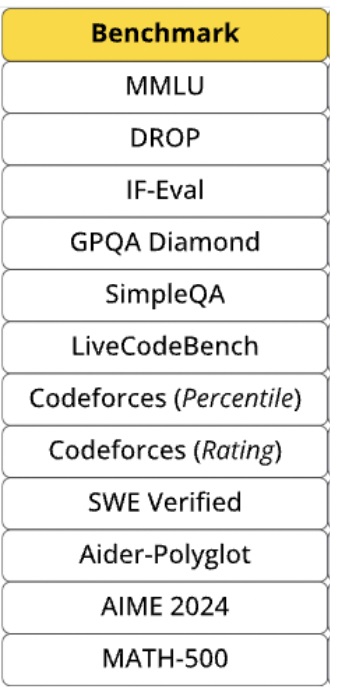 Benchmark
MMLU
DROP
IF-Eval
GPQA Diamond
SimpleQA
LiveCodeBench
Codeforces (Percentile)
Codeforces (Rating)
SWE Verified
Aider-Polyglot
AIME 2024
MATH-500